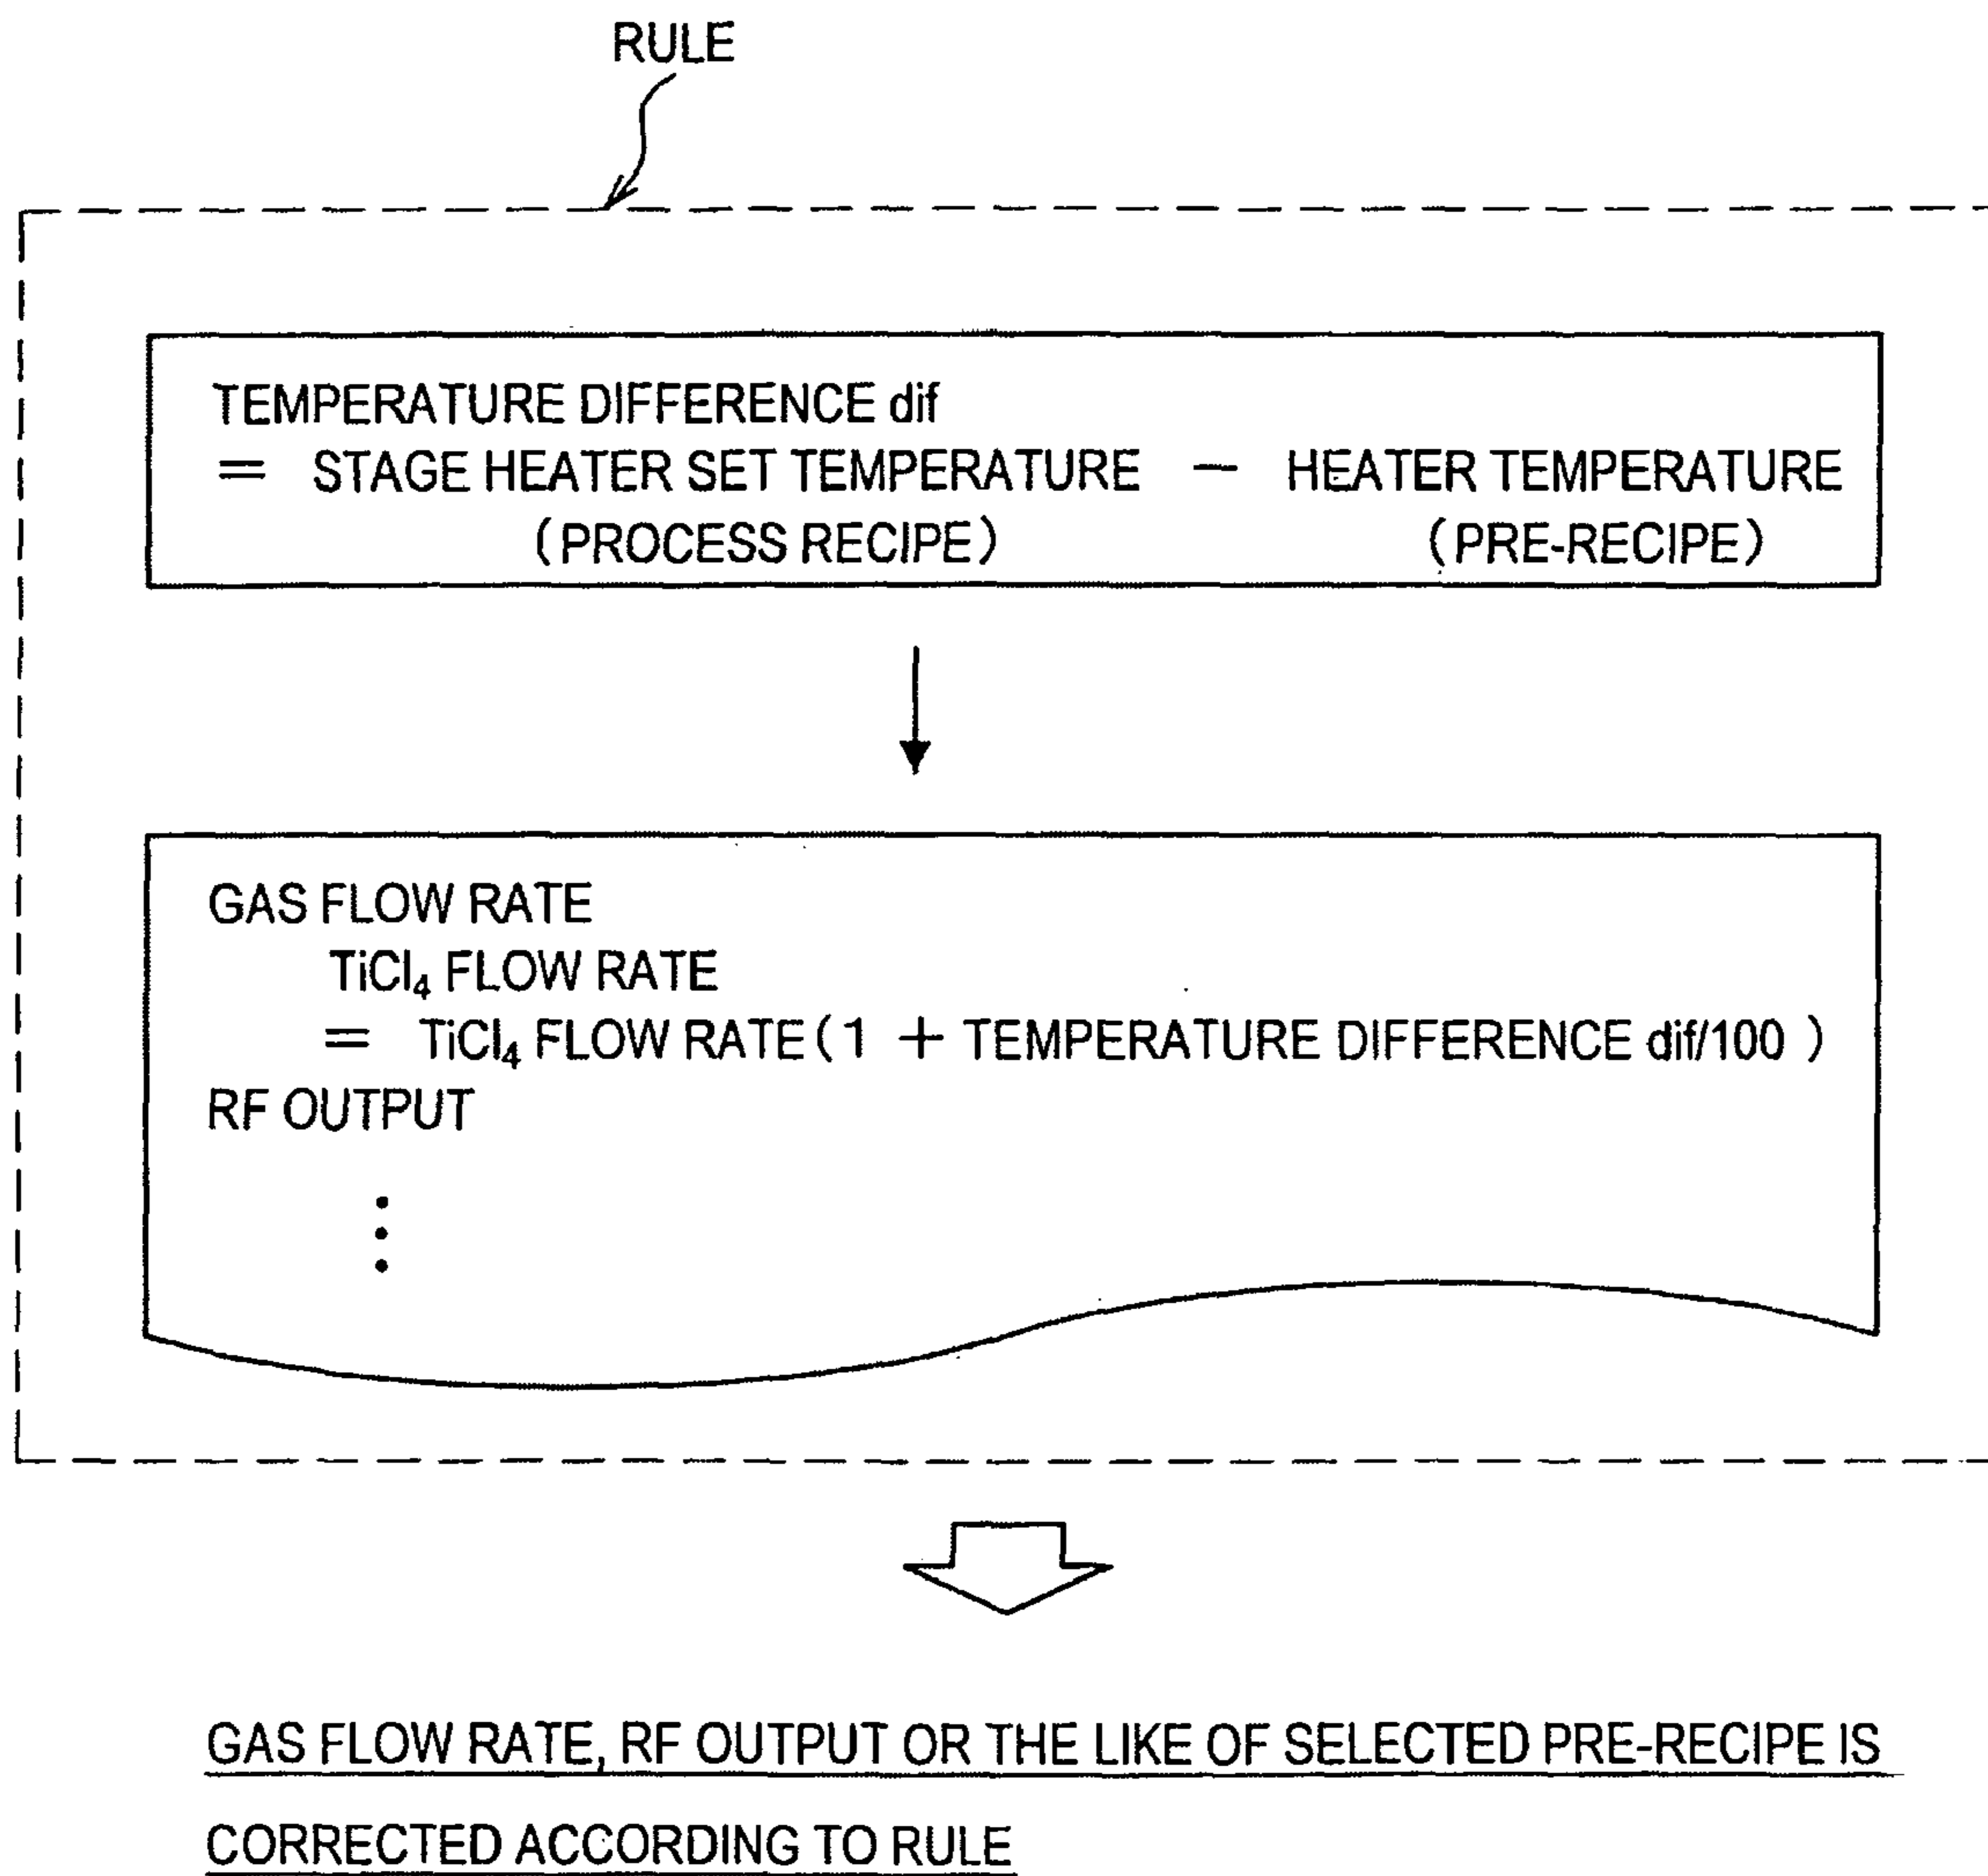 RULE
TEMPERATURE DIFFERENCE dif
= STAGE HEATER SET TEMPERATURE — HEATER TEMPERATURE
(PROCESS RECIPE) (PRE-RECIPE)
GAS FLOW RATE
TiCl₄ FLOW RATE
= TiCl₄ FLOW RATE(1 + TEMPERATURE DIFFERENCE dif/100 )
RF OUTPUT
⋮
GAS FLOW RATE, RF OUTPUT OR THE LIKE OF SELECTED PRE-RECIPE IS
CORRECTED ACCORDING TO RULE